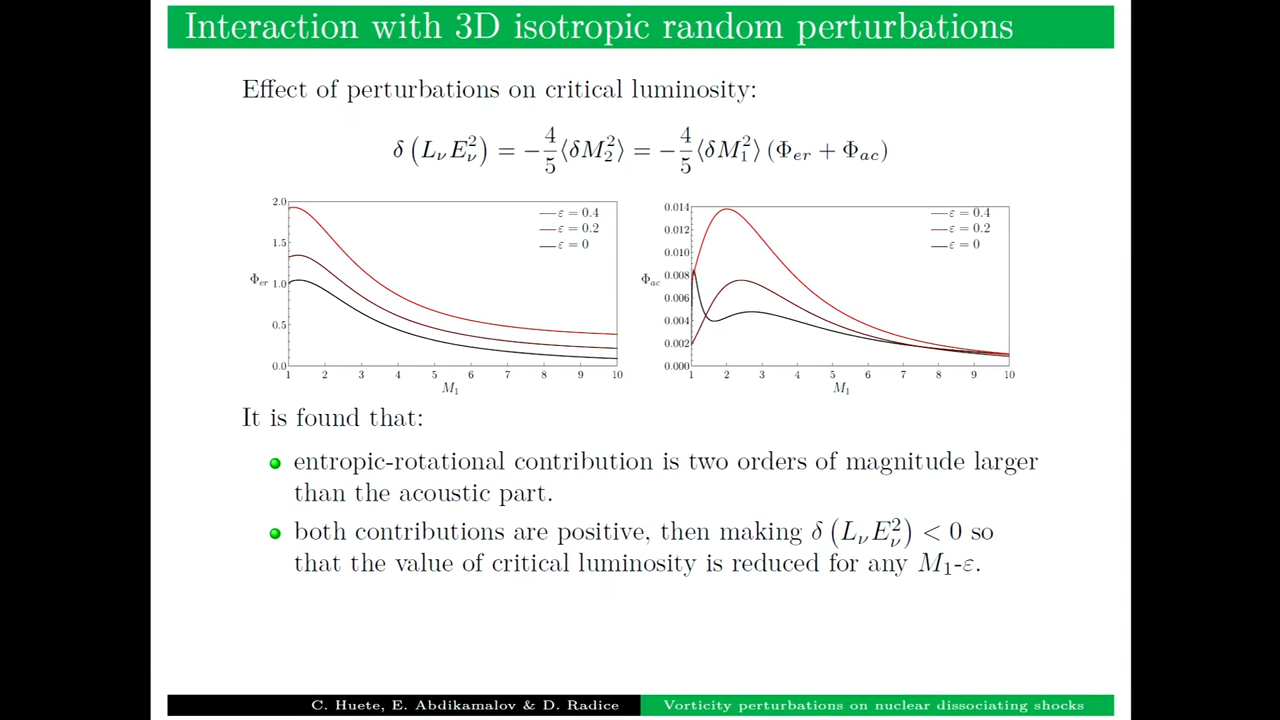 Interaction with 3D isotropic random perturbations
Effect of perturbations on critical luminosity:
δ (L_ν E_ν^2) = −4/5 ⟨δM_2^2⟩ = −4/5 ⟨δM_1^2⟩ (Φ_er + Φ_ac)
2.0
1.5
1.0
0.5
0.0
Φ_er
ε = 0.4
ε = 0.2
ε = 0
1 2 3 4 5 6 7 8 9 10
M_1
0.014
0.012
0.010
0.008
0.006
0.004
0.002
0.000
Φ_ac
ε = 0.4
ε = 0.2
ε = 0
1 2 3 4 5 6 7 8 9 10
M_1
It is found that:
entropic-rotational contribution is two orders of magnitude larger
than the acoustic part.
both contributions are positive, then making δ (L_ν E_ν^2) < 0 so
that the value of critical luminosity is reduced for any M_1-ε.
C. Huete, E. Abdikamalov & D. Radice
Vorticity perturbations on nuclear dissociating shocks